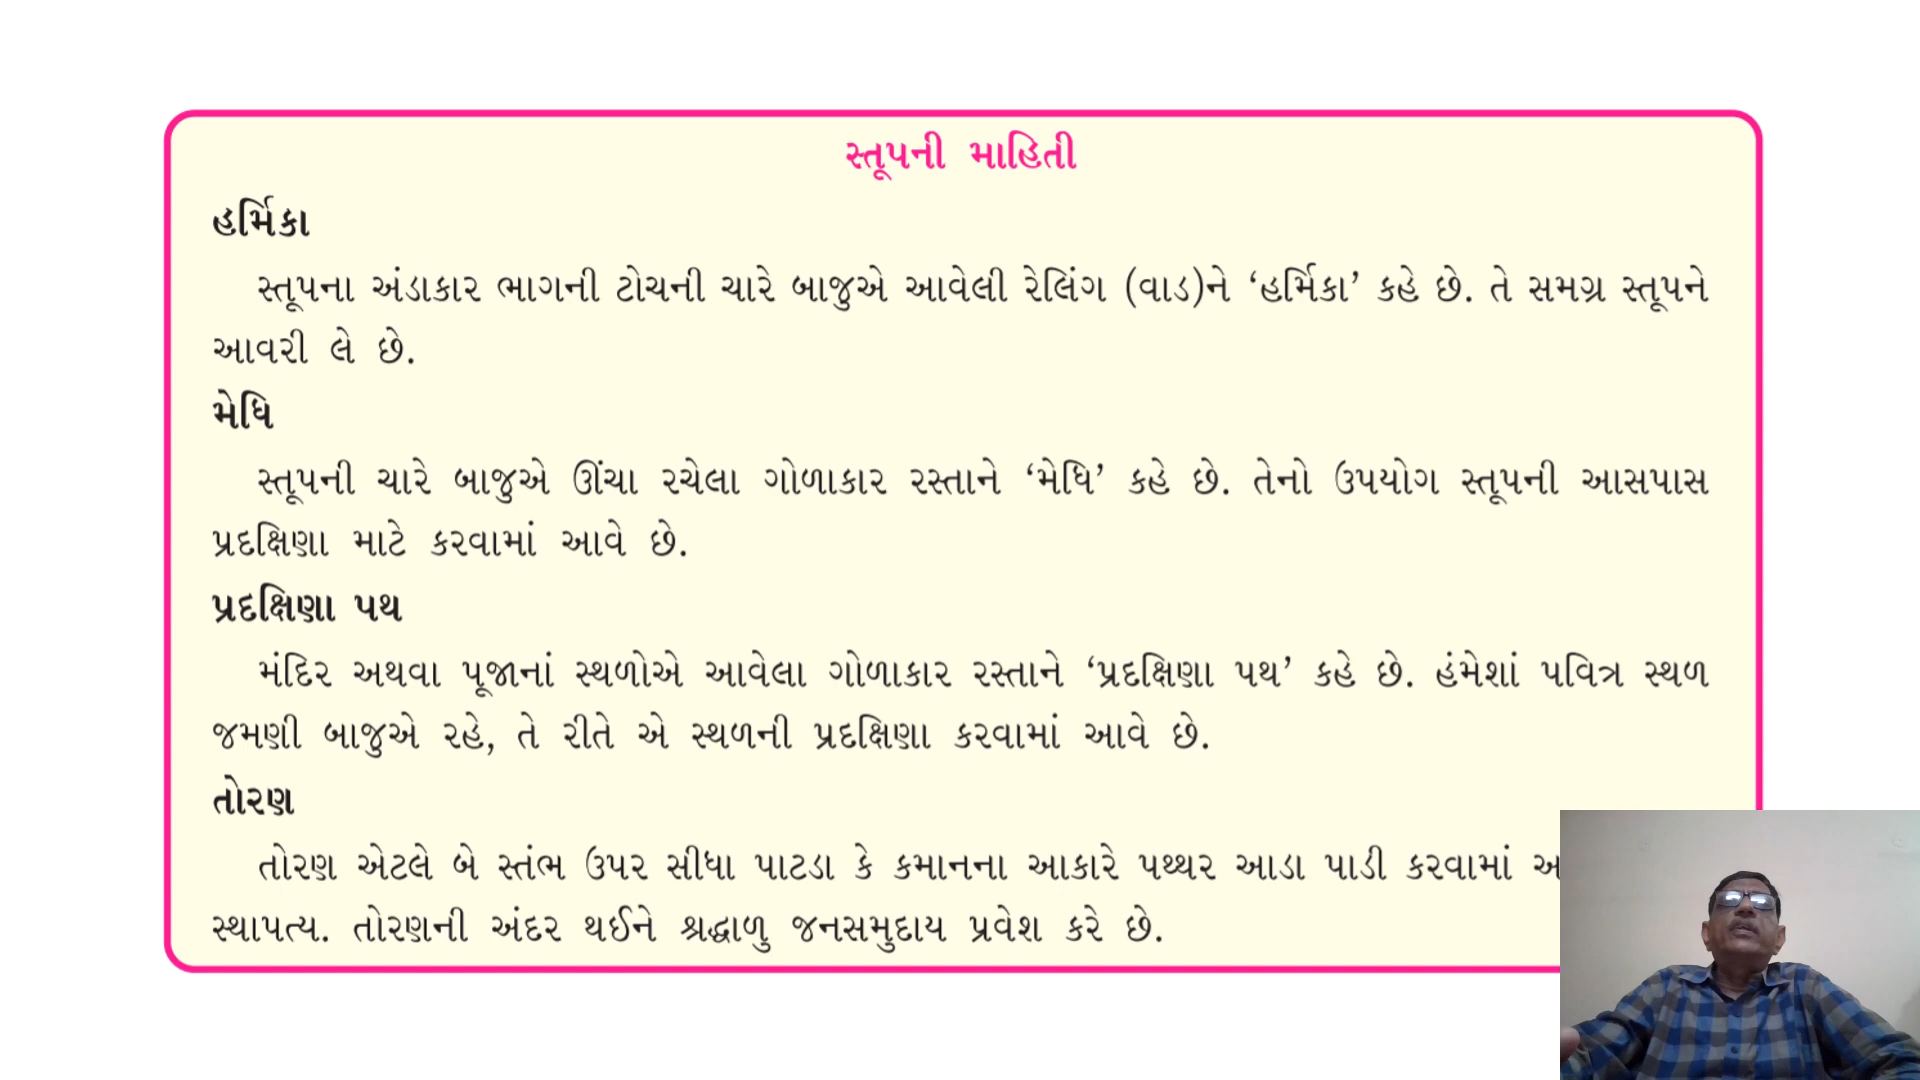 સ્તૂપની માહિતી
હર્મિકા
સ્તૂપના અંડાકાર ભાગની ટોચની ચારે બાજુએ આવેલી રેલિંગ (વાડ)ને ‘હર્મિકા’ કહે છે. તે સમગ્ર સ્તૂપને
આવરી લે છે.
મેધિ
સ્તૂપની ચારે બાજુએ ઊંચા રચેલા ગોળાકાર રસ્તાને ‘મેધિ’ કહે છે. તેનો ઉપયોગ સ્તૂપની આસપાસ
પ્રદક્ષિણા માટે કરવામાં આવે છે.
પ્રદક્ષિણા પથ
મંદિર અથવા પૂજાનાં સ્થળોએ આવેલા ગોળાકાર રસ્તાને ‘પ્રદક્ષિણા પથ’ કહે છે. હંમેશાં પવિત્ર સ્થળ
જમણી બાજુએ રહે, તે રીતે એ સ્થળની પ્રદક્ષિણા કરવામાં આવે છે.
તોરણ
તોરણ એટલે બે સ્તંભ ઉપર સીધા પાટડા કે કમાનના આકારે પથ્થર આડા પાડી કરવામાં
સ્થાપત્ય. તોરણની અંદર થઈને શ્રદ્ધાળુ જનસમુદાય પ્રવેશ કરે છે.